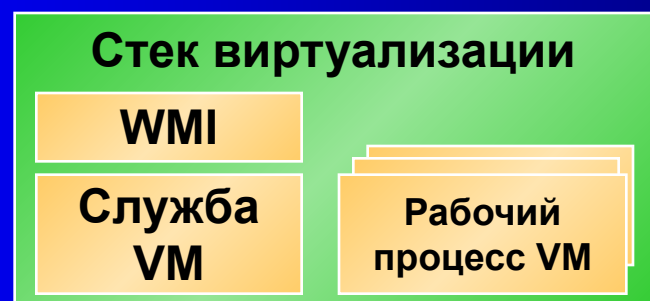 Стек виртуализации
WMI
Служба
VM
Рабочий
процесс VM